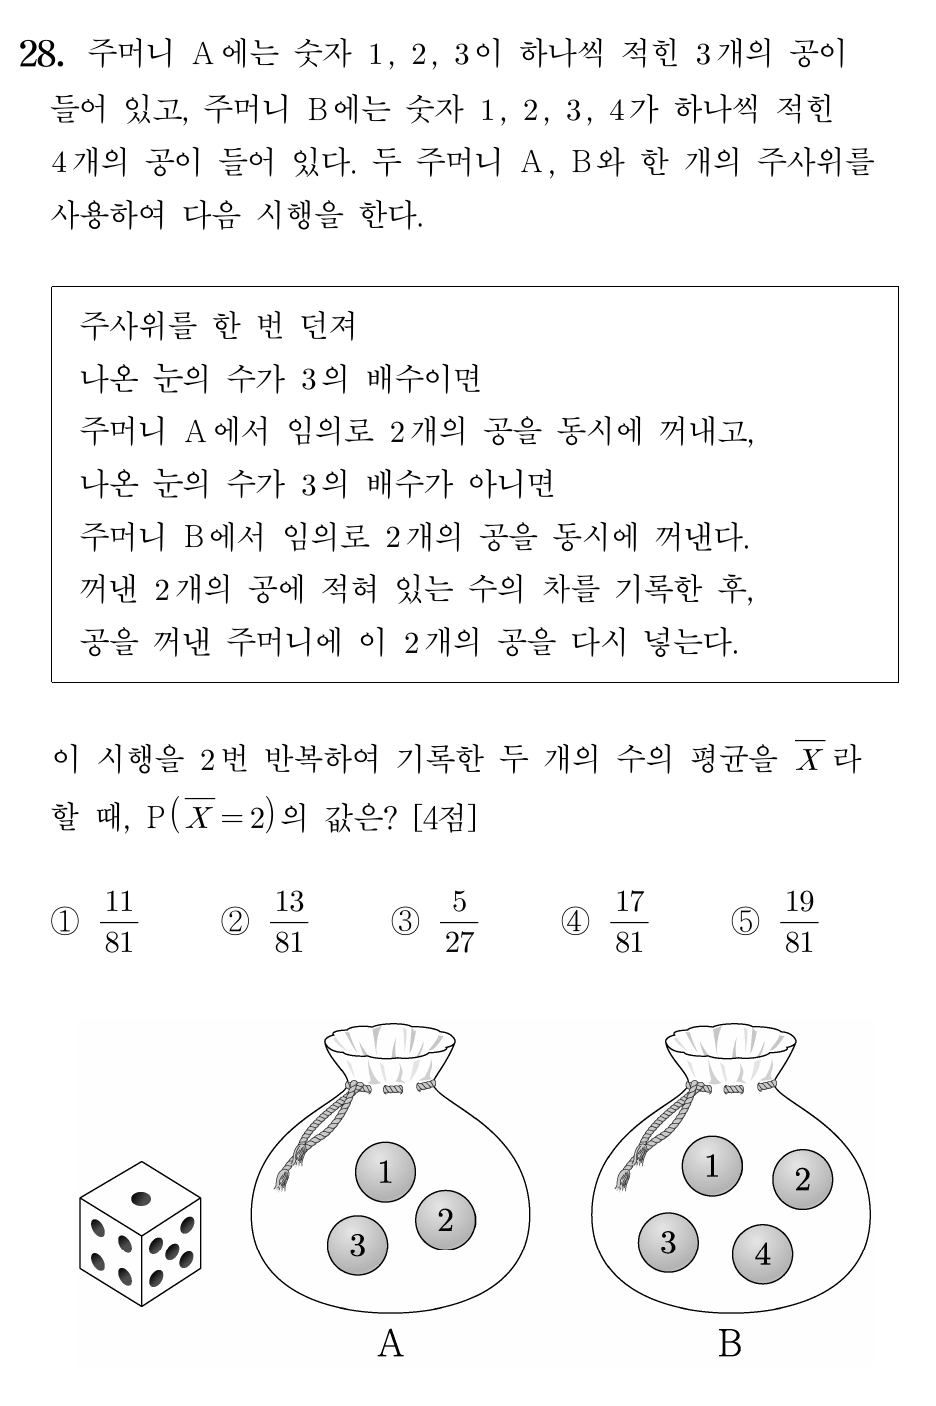 28. 주머니 A에는 숫자 1, 2, 3이 하나씩 적힌 3개의 공이
들어 있고, 주머니 B에는 숫자 1, 2, 3, 4가 하나씩 적힌
4개의 공이 들어 있다. 두 주머니 A, B와 한 개의 주사위를
사용하여 다음 시행을 한다.
주사위를 한 번 던져
나온 눈의 수가 3의 배수이면
주머니 A에서 임의로 2개의 공을 동시에 꺼내고,
나온 눈의 수가 3의 배수가 아니면
주머니 B에서 임의로 2개의 공을 동시에 꺼낸다.
꺼낸 2개의 공에 적혀 있는 수의 차를 기록한 후,
공을 꺼낸 주머니에 이 2개의 공을 다시 넣는다.
이 시행을 2번 반복하여 기록한 두 개의 수의 평균을 X̄라
할 때, P(X̄=2)의 값은? [4점]
① 11/81 ② 13/81 ③ 5/27 ④ 17/81 ⑤ 19/81
1 2 3
1 2 3 4
A B